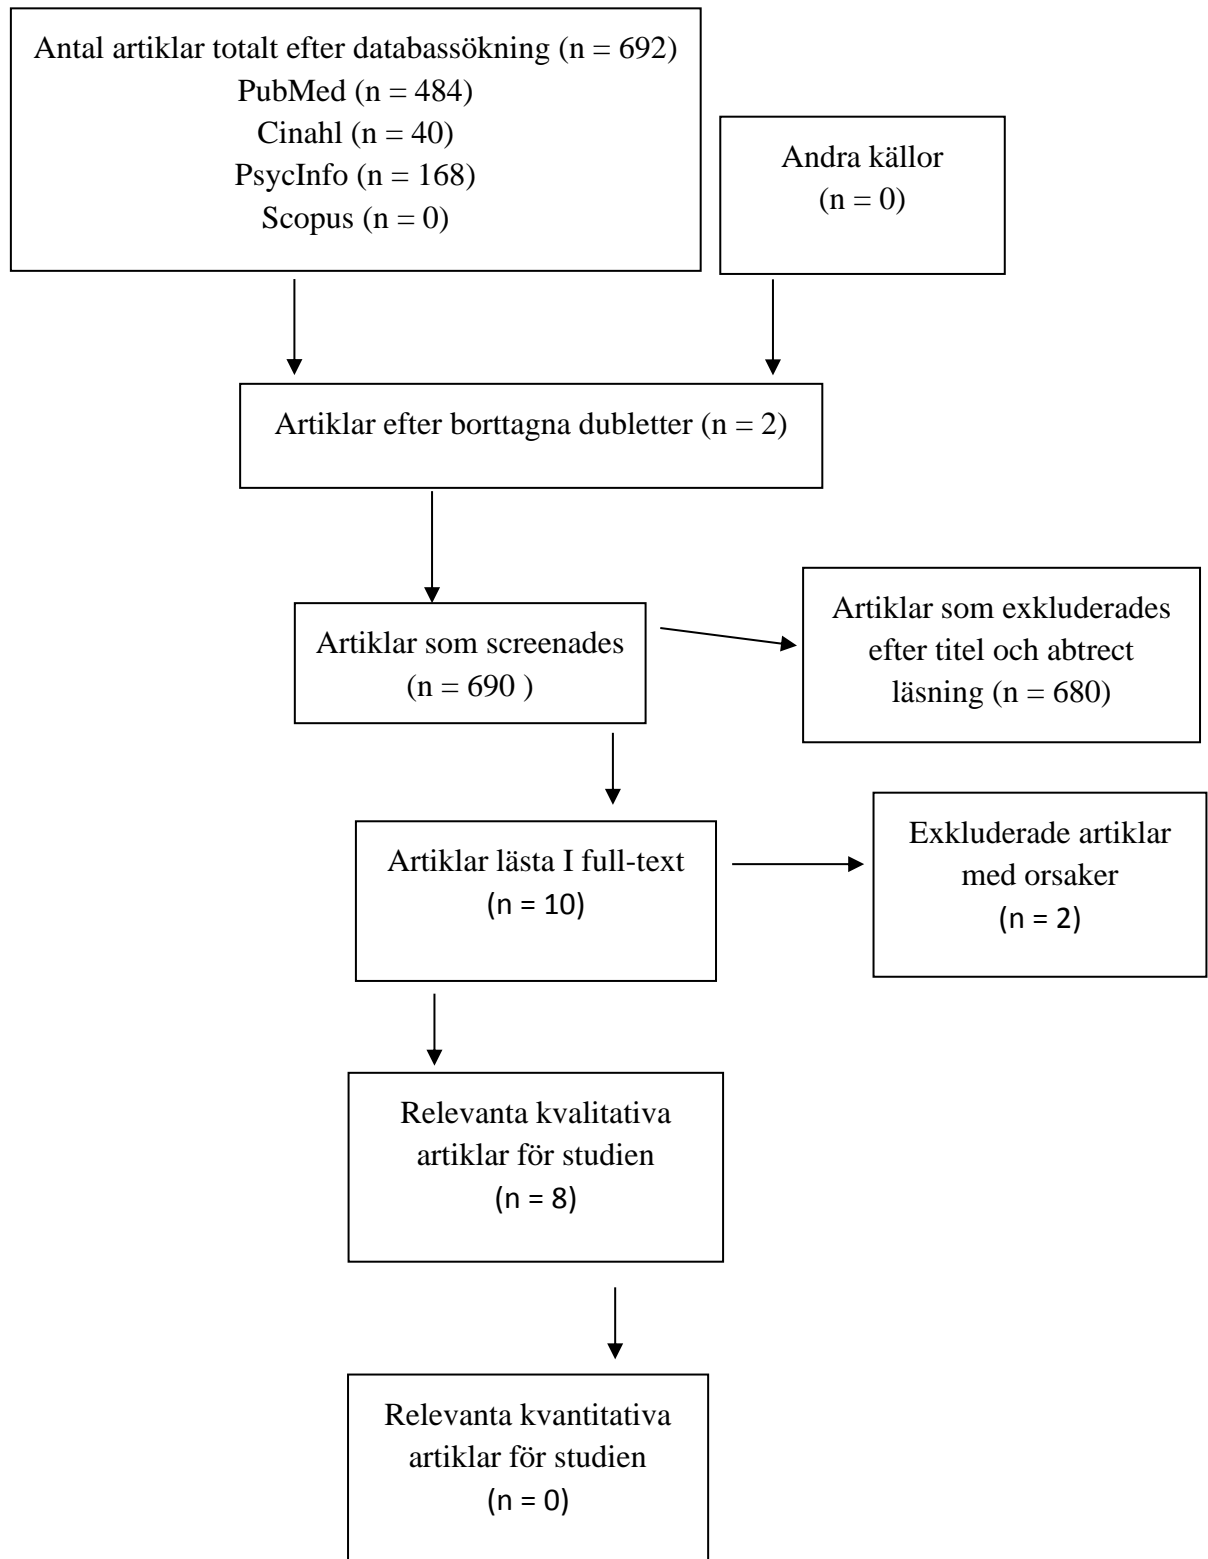 Antal artiklar totalt efter databassökning (n = 692)
PubMed (n = 484)
Cinahl (n = 40)
PsycInfo (n = 168)
Scopus (n = 0)
Andra källor
(n = 0)
Artiklar efter borttagna dubletter (n = 2)
Artiklar som screenades
(n = 690 )
Artiklar som exkluderades
efter titel och abtrect
läsning (n = 680)
Artiklar lästa I full-text
(n = 10)
Exkluderade artiklar
med orsaker
(n = 2)
Relevanta kvalitativa
artiklar för studien
(n = 8)
Relevanta kvantitativa
artiklar för studien
(n = 0)